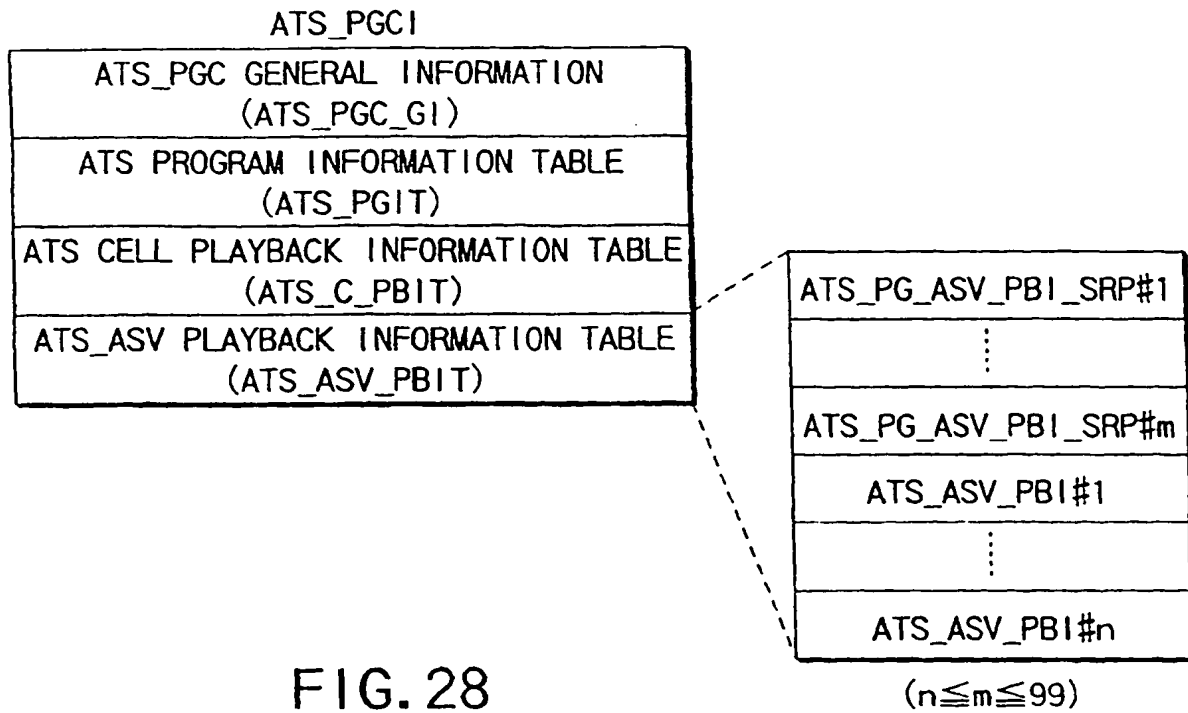 ATS_PGCI
ATS_PGC GENERAL INFORMATION
(ATS_PGC_GI)
ATS PROGRAM INFORMATION TABLE
(ATS_PGIT)
ATS CELL PLAYBACK INFORMATION TABLE
(ATS_C_PBIT)
ATS_ASV PLAYBACK INFORMATION TABLE
(ATS_ASV_PBIT)
ATS_PG_ASV_PBI_SRP#1
ATS_PG_ASV_PBI_SRP#m
ATS_ASV_PBI#1
ATS_ASV_PBI#n
(n≦m≦99)
FIG. 28